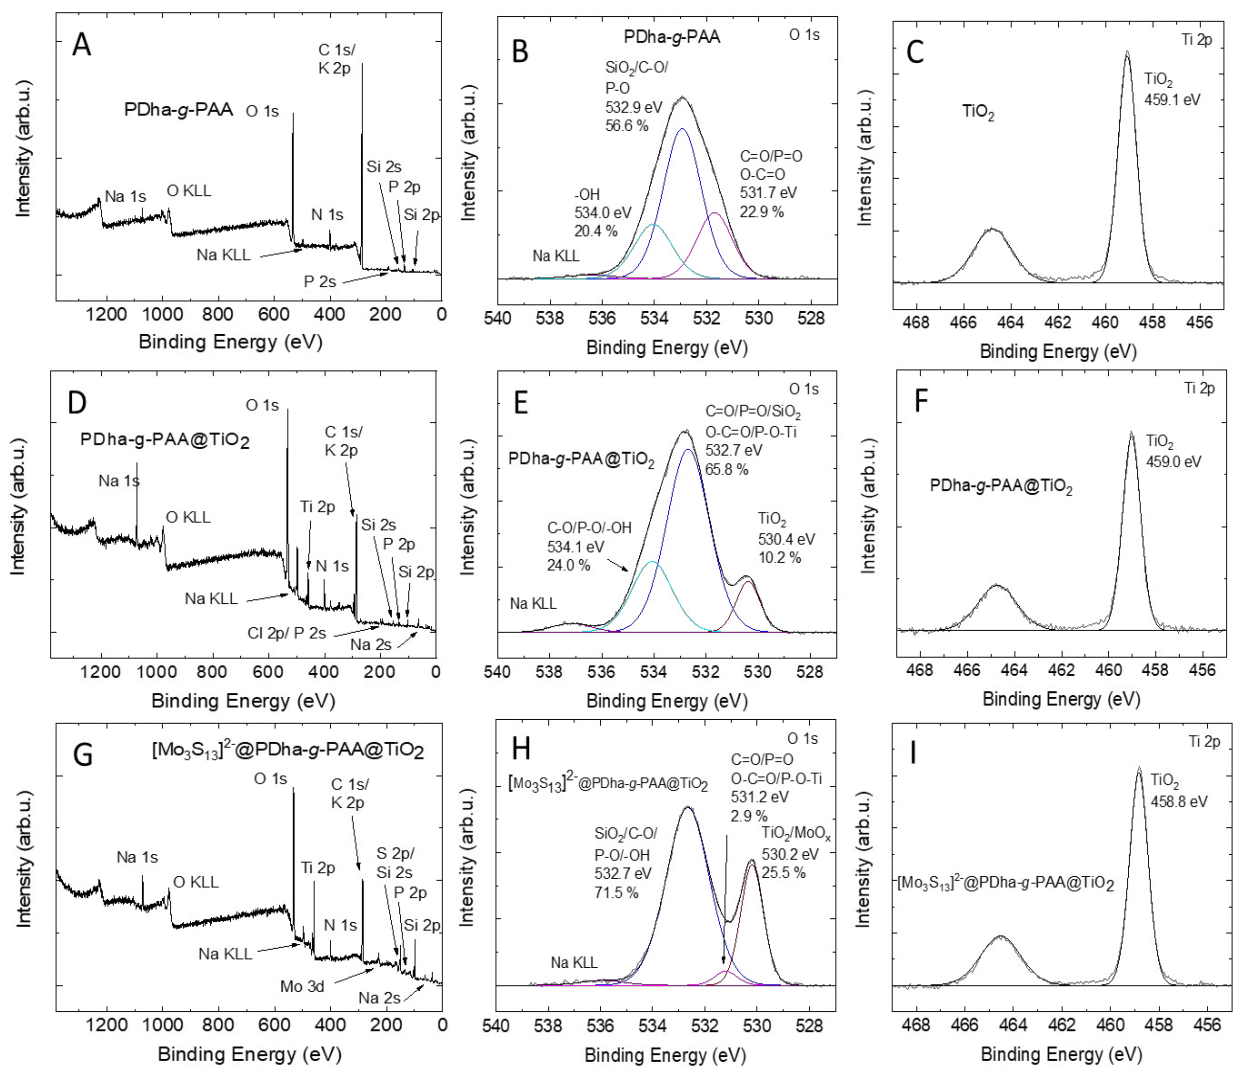 A
PDha-g-PAA
C 1s/
K 2p
O 1s
Na 1s
O KLL
Si 2s
P 2p
N 1s
Si 2p
Na KLL
P 2s
Intensity (arb.u.)
1200 1000 800 600 400 200 0
Binding Energy (eV)
B
PDha-g-PAA
O 1s
SiO₂/C-O/
P-O
532.9 eV
56.6 %
C=O/P=O
O-C=O
531.7 eV
22.9 %
-OH
534.0 eV
20.4 %
Na KLL
Intensity (arb.u.)
540 538 536 534 532 530 528
Binding Energy (eV)
C
Ti 2p
TiO₂
459.1 eV
TiO₂
Intensity (arb.u.)
468 466 464 462 460 458 456
Binding Energy (eV)
D
O 1s
PDha-g-PAA@TiO₂
C 1s/
K 2p
Na 1s
O KLL
Ti 2p
Si 2s
P 2p
N 1s
Si 2p
Na KLL
Cl 2p/ P 2s
Na 2s
Intensity (arb.u.)
1200 1000 800 600 400 200 0
Binding Energy (eV)
E
O 1s
C=O/P=O/SiO₂
O-C=O/P-O-Ti
532.7 eV
65.8 %
PDha-g-PAA@TiO₂
C-O/P-O/-OH
534.1 eV
24.0 %
TiO₂
530.4 eV
10.2 %
Na KLL
Intensity (arb.u.)
540 538 536 534 532 530 528
Binding Energy (eV)
F
Ti 2p
TiO₂
459.0 eV
PDha-g-PAA@TiO₂
Intensity (arb.u.)
468 466 464 462 460 458 456
Binding Energy (eV)
G
[Mo₃S₁₃]²⁻@PDha-g-PAA@TiO₂
O 1s
C 1s/
K 2p
Na 1s
O KLL
Ti 2p
S 2p/
Si 2s
P 2p
N 1s
Si 2p
Na KLL
Mo 3d
Na 2s
Intensity (arb.u.)
1200 1000 800 600 400 200 0
Binding Energy (eV)
H
O 1s
C=O/P=O
O-C=O/P-O-Ti
531.2 eV
2.9 %
[Mo₃S₁₃]²⁻@PDha-g-PAA@TiO₂
SiO₂/C-O/
P-O/-OH
532.7 eV
71.5 %
TiO₂/MoOₓ
530.2 eV
25.5 %
Na KLL
Intensity (arb.u.)
540 538 536 534 532 530 528
Binding Energy (eV)
I
Ti 2p
TiO₂
458.8 eV
[Mo₃S₁₃]²⁻@PDha-g-PAA@TiO₂
Intensity (arb.u.)
468 466 464 462 460 458 456
Binding Energy (eV)